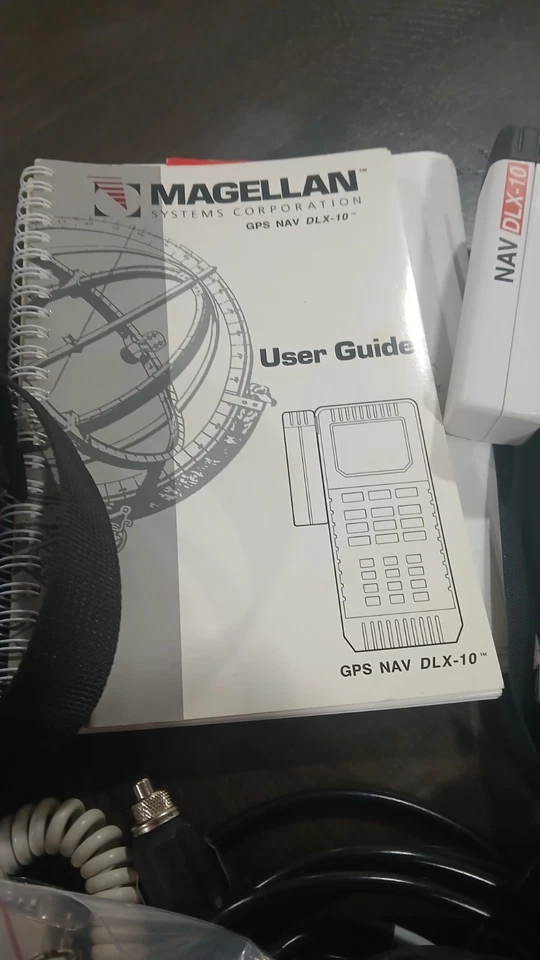 MAGELLAN™
SYSTEMS CORPORATION
GPS NAV DLX-10™
User Guide
GPS NAV DLX-10™
NAV DLX-10